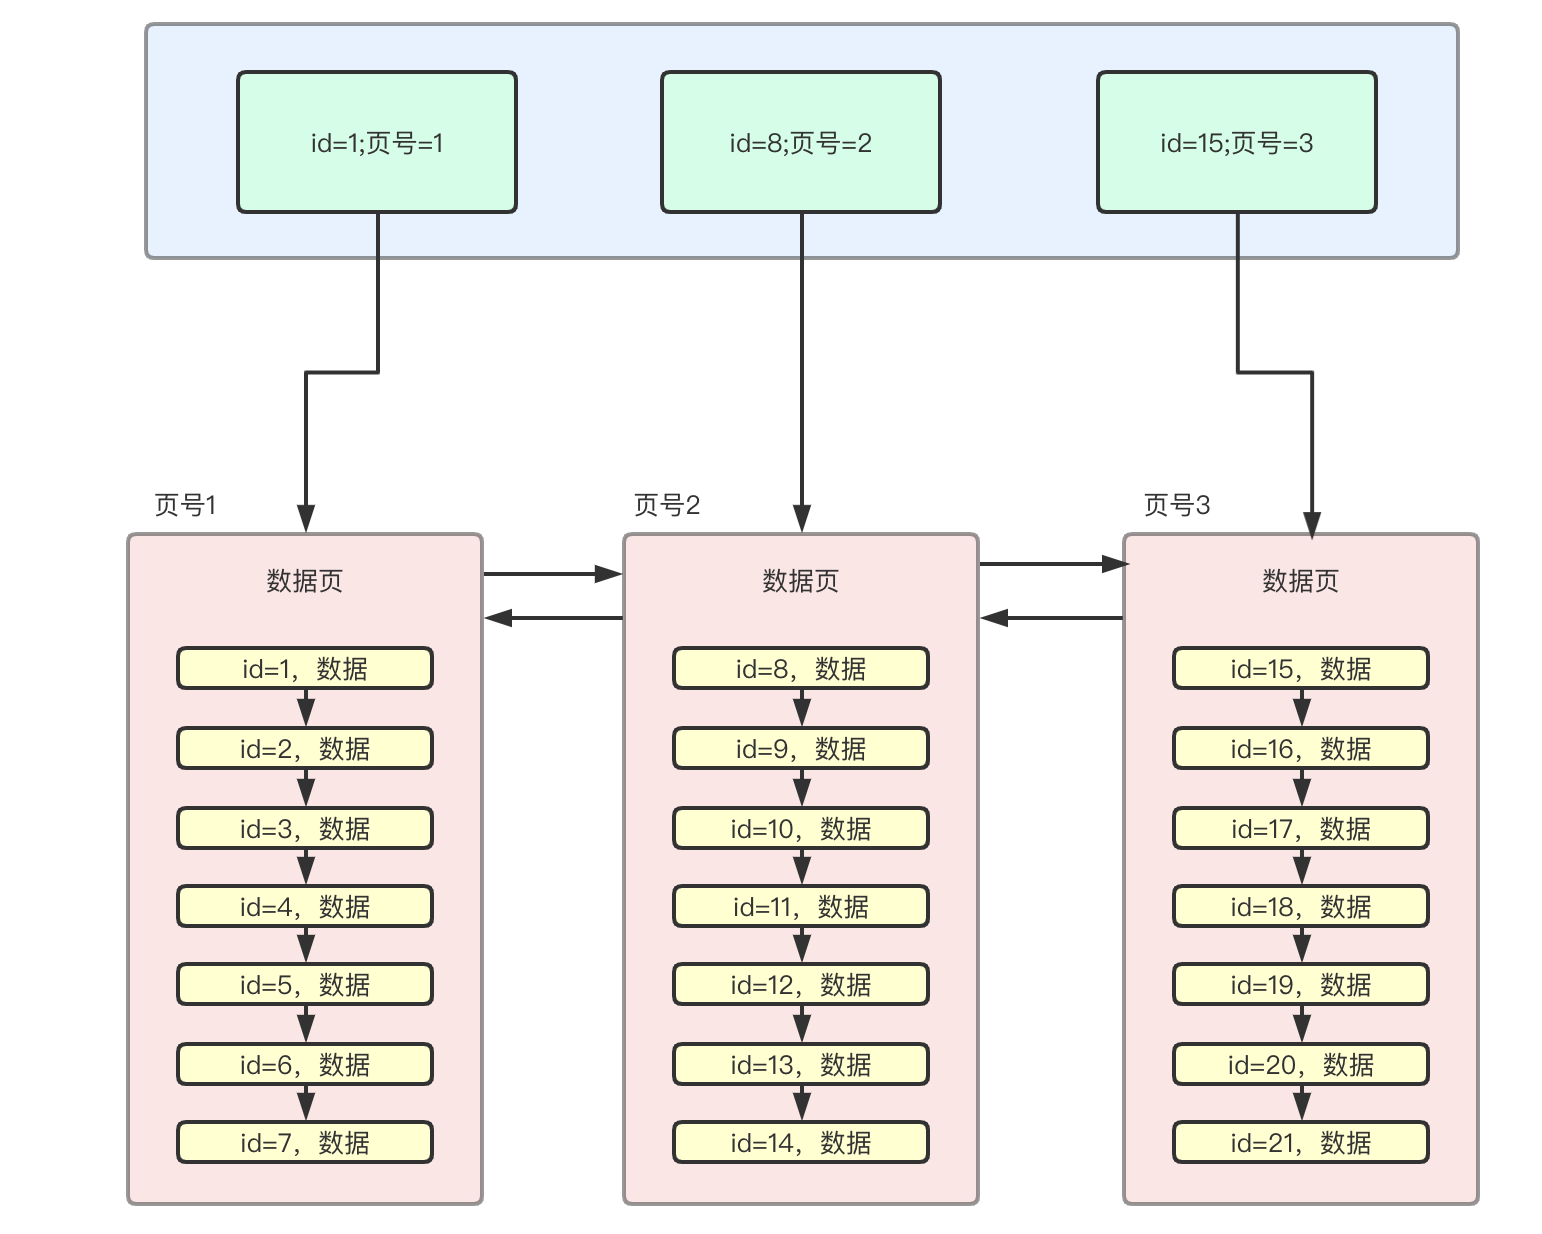 id=1;页号=1
id=8;页号=2
id=15;页号=3
页号1
页号2
页号3
数据页
id=1，数据
id=2，数据
id=3，数据
id=4，数据
id=5，数据
id=6，数据
id=7，数据
数据页
id=8，数据
id=9，数据
id=10，数据
id=11，数据
id=12，数据
id=13，数据
id=14，数据
数据页
id=15，数据
id=16，数据
id=17，数据
id=18，数据
id=19，数据
id=20，数据
id=21，数据